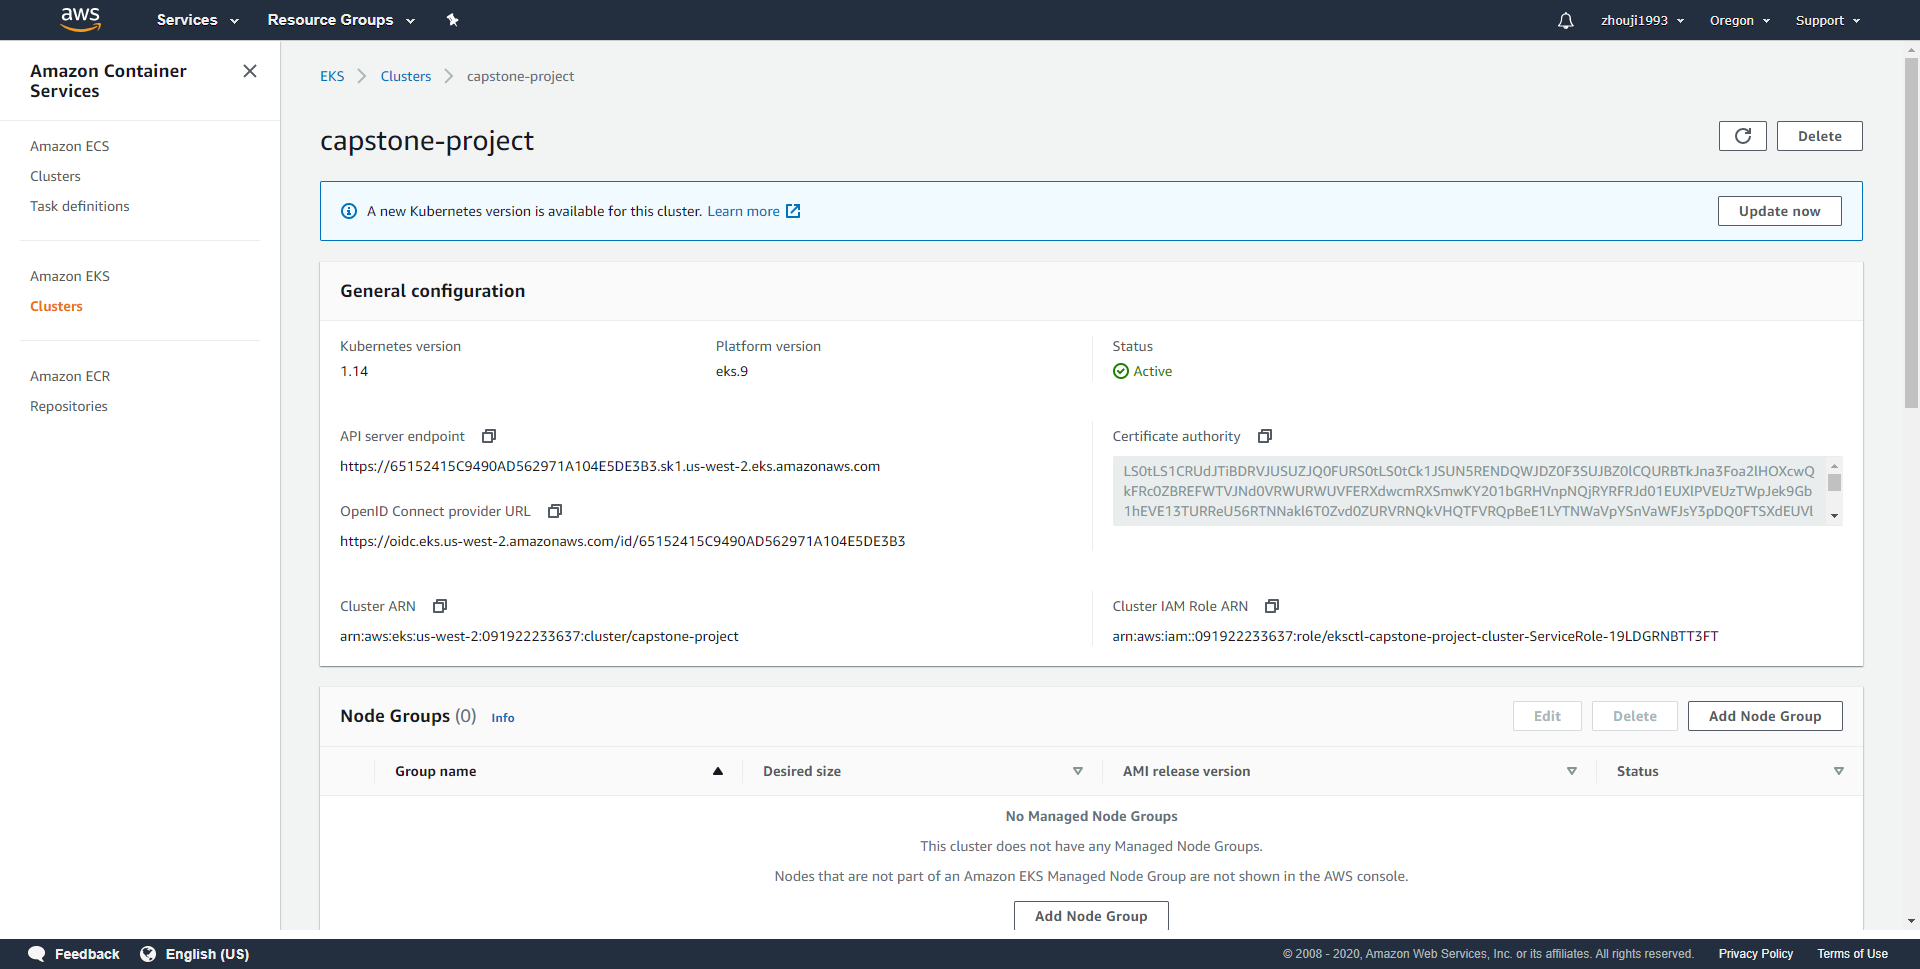 aws
Services
Resource Groups
zhouji1993
Oregon
Support
Amazon Container
Services
Amazon ECS
Clusters
Task definitions
Amazon EKS
Clusters
Amazon ECR
Repositories
EKS
Clusters
capstone-project
capstone-project
Delete
A new Kubernetes version is available for this cluster. Learn more
Update now
General configuration
Kubernetes version
1.14
Platform version
eks.9
Status
Active
API server endpoint
https://65152415C9490AD562971A104E5DE3B3.sk1.us-west-2.eks.amazonaws.com
OpenID Connect provider URL
https://oidc.eks.us-west-2.amazonaws.com/id/65152415C9490AD562971A104E5DE3B3
Certificate authority
LS0tLS1CRUdJTiBDRVJUSUZJQ0FURS0tLS0tCk1JSUN5RENDQWJDZ0F3SUJBZ0lCQURBTkJna3Foa2lHOXcwQ
kFRc0ZBREFWTVJNd0VRWURWUVFERXdwcmRXSmwKY201bGRHVnpNQjRYRFRJd01EUXlPVEUzTWpJek9Gb
1hEVE13TURReU56RTNNakl6T0Zvd0ZURVRNQkVHQTFVRQpBeE1LYTNWaVpYSnVaWFJsY3pDQ0FTSXdEUVl
Cluster ARN
arn:aws:eks:us-west-2:091922233637:cluster/capstone-project
Cluster IAM Role ARN
arn:aws:iam::091922233637:role/eksctl-capstone-project-cluster-ServiceRole-19LDGRNBTT3FT
Node Groups (0) Info
Edit
Delete
Add Node Group
Group name
Desired size
AMI release version
Status
No Managed Node Groups
This cluster does not have any Managed Node Groups.
Nodes that are not part of an Amazon EKS Managed Node Group are not shown in the AWS console.
Add Node Group
Feedback
English (US)
© 2008 - 2020, Amazon Web Services, Inc. or its affiliates. All rights reserved.
Privacy Policy
Terms of Use